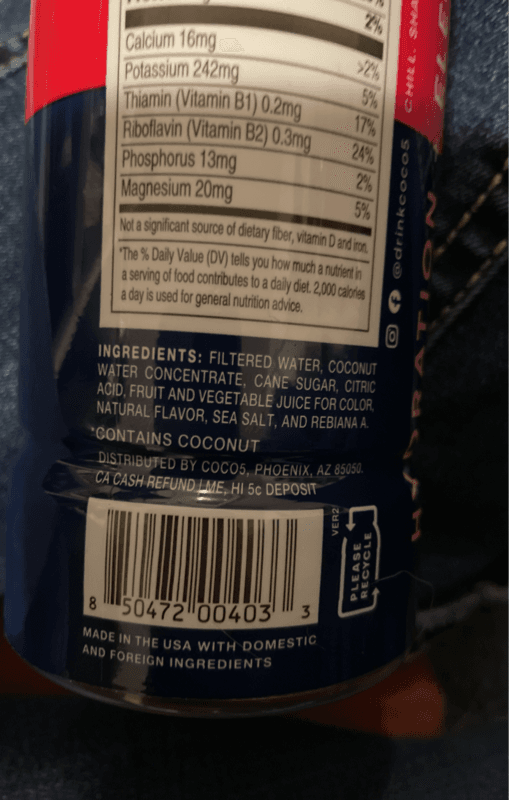 2%
Calcium 16mg >2%
Potassium 242mg 5%
Thiamin (Vitamin B1) 0.2mg 17%
Riboflavin (Vitamin B2) 0.3mg 24%
Phosphorus 13mg 2%
Magnesium 20mg 5%
Not a significant source of dietary fiber, vitamin D and iron.
*The % Daily Value (DV) tells you how much a nutrient in
a serving of food contributes to a daily diet. 2,000 calories
a day is used for general nutrition advice.
INGREDIENTS: FILTERED WATER, COCONUT
WATER CONCENTRATE, CANE SUGAR, CITRIC
ACID, FRUIT AND VEGETABLE JUICE FOR COLOR,
NATURAL FLAVOR, SEA SALT, AND REBIANA A.
*CONTAINS COCONUT
DISTRIBUTED BY COCO5, PHOENIX, AZ 85050.
CA CASH REFUND | ME, HI 5c DEPOSIT
8 50472 00403 3
MADE IN THE USA WITH DOMESTIC
AND FOREIGN INGREDIENTS
VER2
PLEASE
RECYCLE
@drinkcoco5
CHILL. SHA
HYDRATION